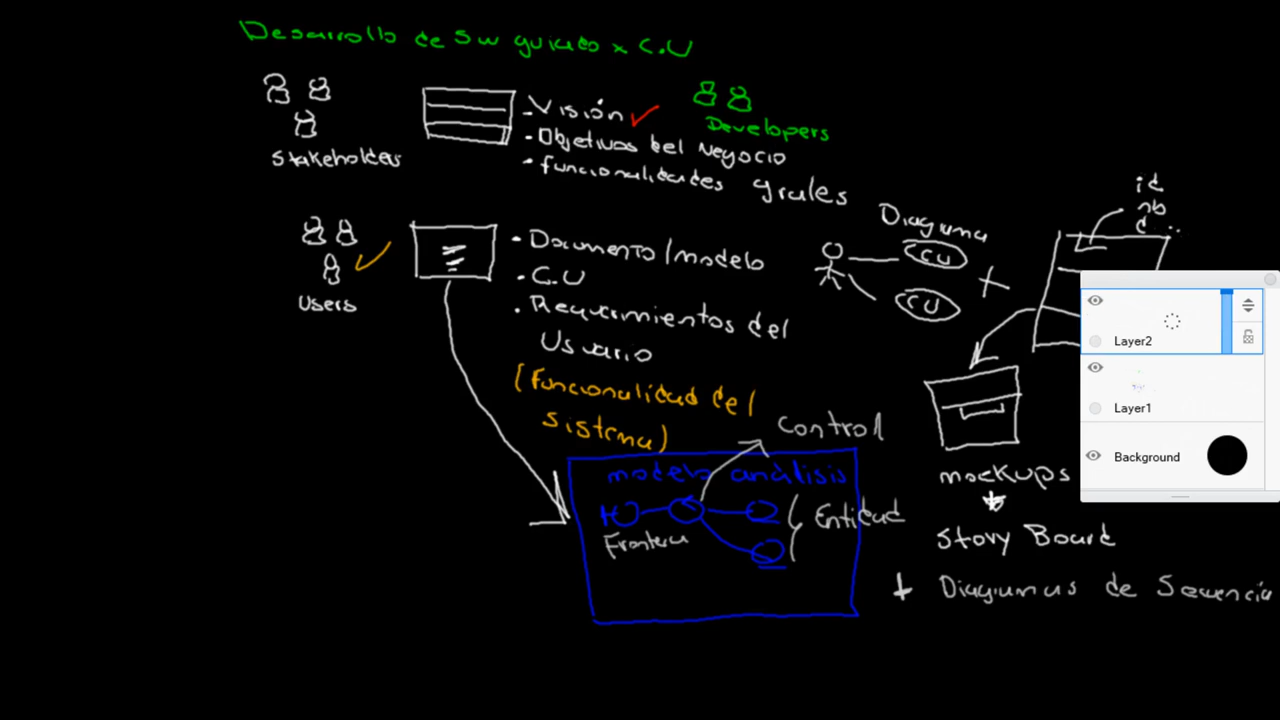 Desarrollo de SW guiado x C.U
Stakeholders
- Visión
- Objetivos del Negocio
- funcionalidades grales
Developers
Users
• Documento/modelo
• C.U
• Requerimientos del
Usuario
(funcionalidad del
sistema)
Diagrama
CU
CU
+
id
nb
d...
mockups
Story Board
+ Diagramas de Secuencia
control
modelo análisis
Frontera
Entidad
Layer2
Layer1
Background